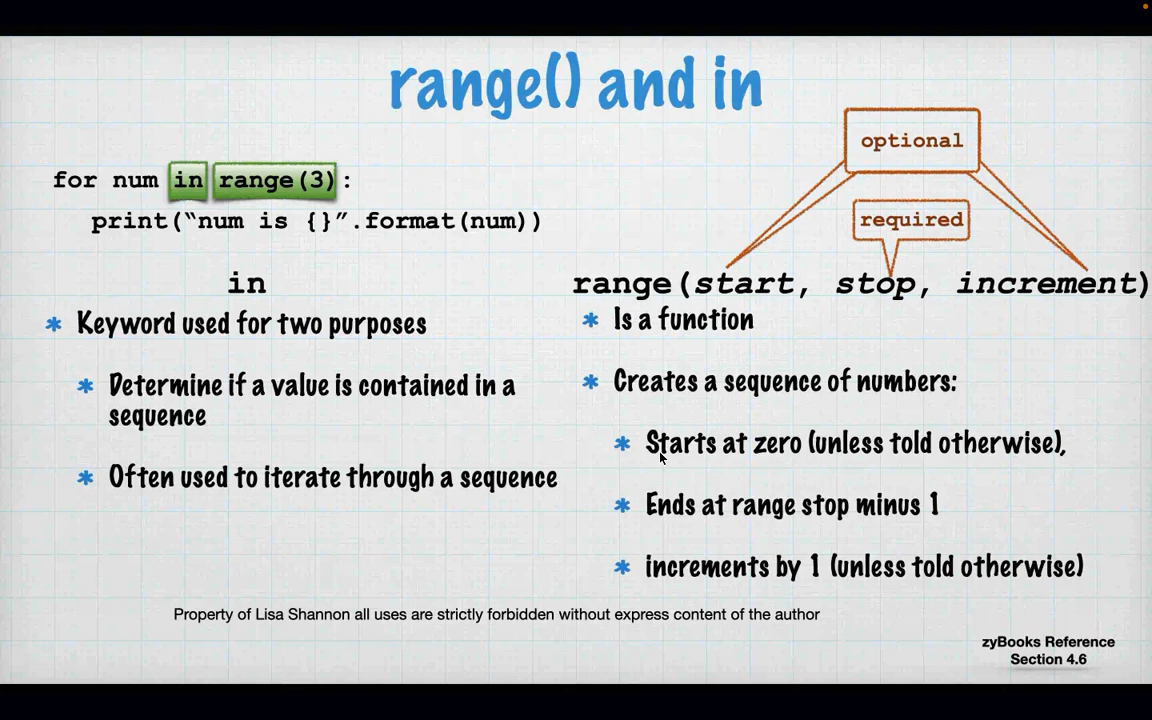 range() and in
optional
for num in range(3):
required
print(“num is {}”.format(num))
in
Keyword used for two purposes
Determine if a value is contained in a
sequence
Often used to iterate through a sequence
range(start, stop, increment)
Is a function
Creates a sequence of numbers:
Starts at zero (unless told otherwise),
Ends at range stop minus 1
increments by 1 (unless told otherwise)
Property of Lisa Shannon all uses are strictly forbidden without express content of the author
zyBooks Reference
Section 4.6